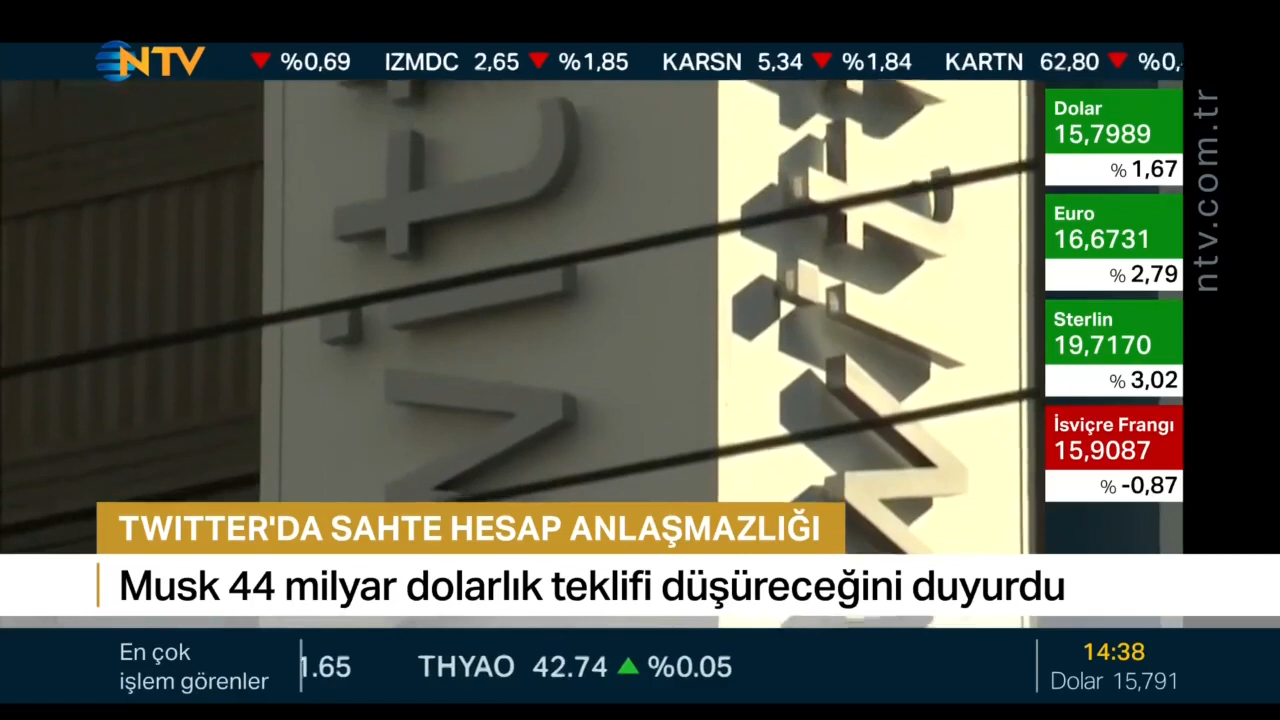 NTV
%0,69 IZMDC 2,65 %1,85 KARSN 5,34 %1,84 KARTN 62,80 %0,
Dolar
15,7989
% 1,67
Euro
16,6731
% 2,79
Sterlin
19,7170
% 3,02
İsviçre Frangı
15,9087
% -0,87
ntv.com.tr
TWITTER'DA SAHTE HESAP ANLAŞMAZLIĞI
Musk 44 milyar dolarlık teklifi düşüreceğini duyurdu
En çok
işlem görenler
1.65 THYAO 42.74 %0.05
14:38
Dolar 15,791